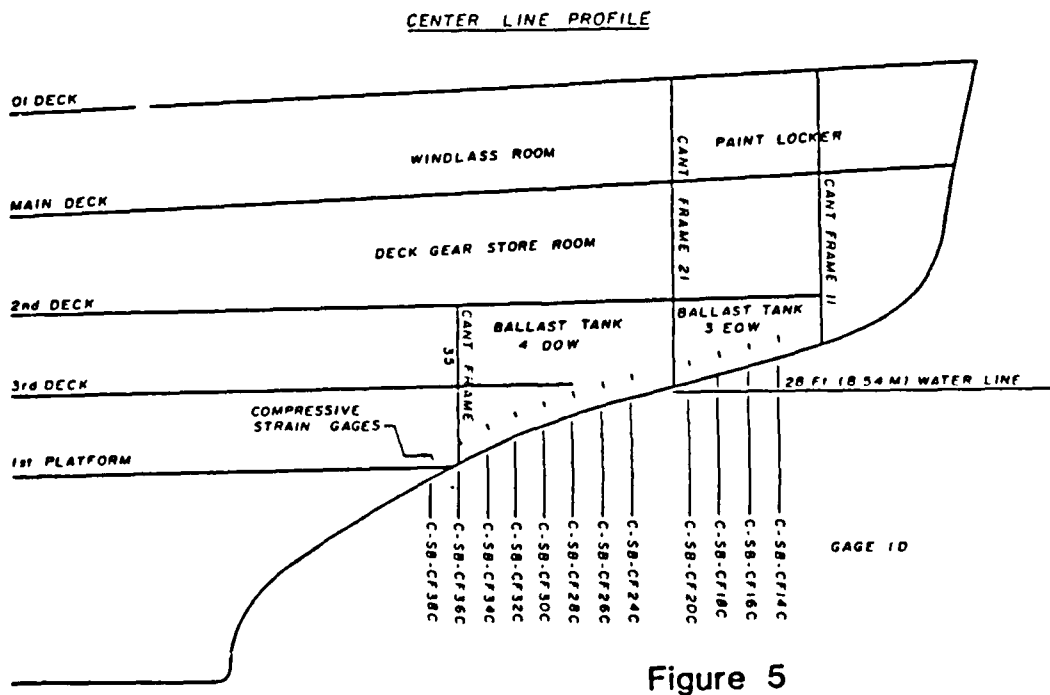 CENTER LINE PROFILE
01 DECK
WINDLASS ROOM
PAINT LOCKER
MAIN DECK
CANT FRAME 21
CANT FRAME 11
DECK GEAR STORE ROOM
2nd DECK
BALLAST TANK
4 DOW
BALLAST TANK
3 EOW
CANT FRAME
35
3rd DECK
28 Ft (8.54 M) WATER LINE
COMPRESSIVE
STRAIN GAGES
1st PLATFORM
C-SB-CF38C
C-SB-CF36C
C-SB-CF34C
C-SB-CF32C
C-SB-CF30C
C-SB-CF28C
C-SB-CF26C
C-SB-CF24C
C-SB-CF20C
C-SB-CF18C
C-SB-CF16C
C-SB-CF14C
GAGE ID
Figure 5